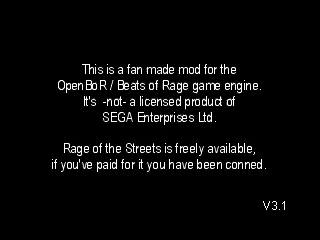 This is a fan made mod for the
OpenBoR / Beats of Rage game engine.
It's -not- a licensed product of
SEGA Enterprises Ltd.
Rage of the Streets is freely available,
if you've paid for it you have been conned.
V3.1